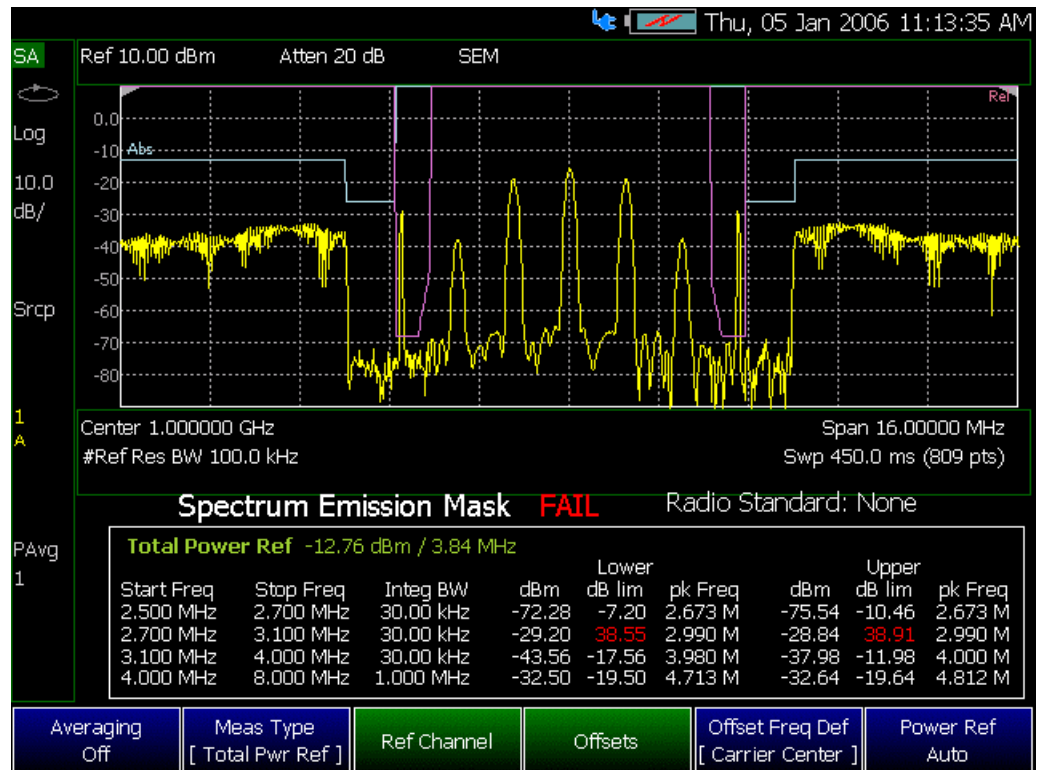 Thu, 05 Jan 2006 11:13:35 AM
SA
Ref 10.00 dBm Atten 20 dB SEM
Log
10.0
dB/
Srcp
1
A
PAvg
1
Ref
Abs
0.0
-10
-20
-30
-40
-50
-60
-70
-80
Center 1.000000 GHz Span 16.00000 MHz
#Ref Res BW 100.0 kHz Swp 450.0 ms (809 pts)
Spectrum Emission Mask FAIL Radio Standard: None
Total Power Ref -12.76 dBm / 3.84 MHz
Lower Upper
Start Freq Stop Freq Integ BW dBm dB lim pk Freq dBm dB lim pk Freq
2.500 MHz 2.700 MHz 30.00 kHz -72.28 -7.20 2.673 M -75.54 -10.46 2.673 M
2.700 MHz 3.100 MHz 30.00 kHz -29.20 38.55 2.990 M -28.84 38.91 2.990 M
3.100 MHz 4.000 MHz 30.00 kHz -43.56 -17.56 3.980 M -37.98 -11.98 4.000 M
4.000 MHz 8.000 MHz 1.000 MHz -32.50 -19.50 4.713 M -32.64 -19.64 4.812 M
Averaging
Off
Meas Type
[ Total Pwr Ref ]
Ref Channel
Offsets
Offset Freq Def
[ Carrier Center ]
Power Ref
Auto